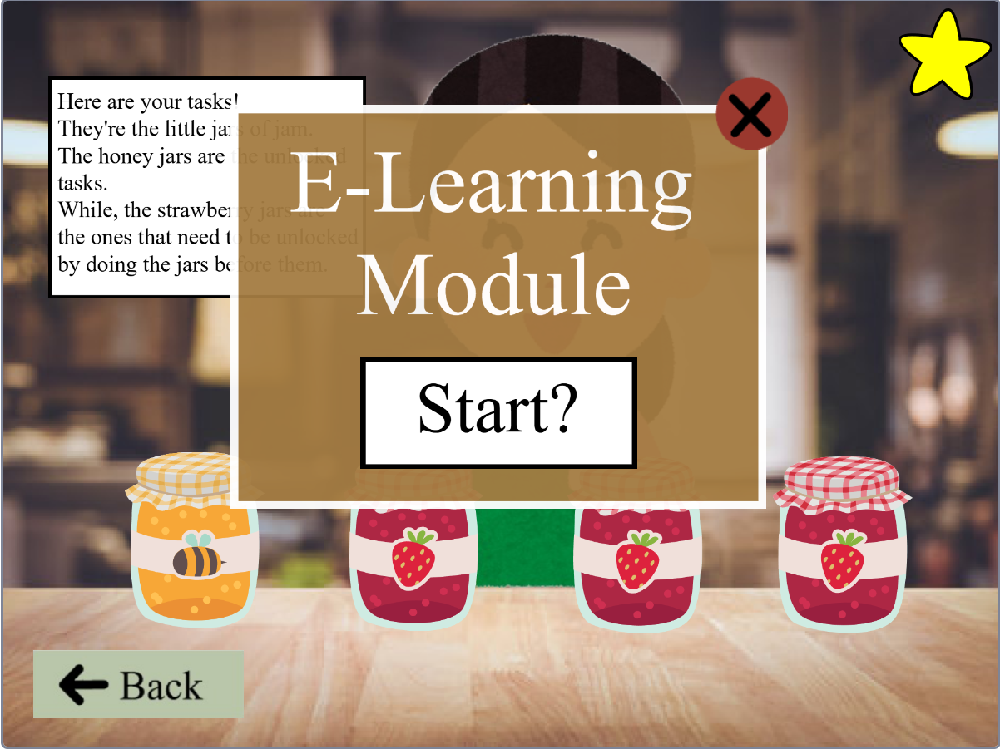 Here are your tasks!
They're the little jars of jam.
The honey jars are the unlocked
tasks.
While, the strawberry jars are
the ones that need to be unlocked
by doing the jars before them.
E-Learning
Module
Start?
Back